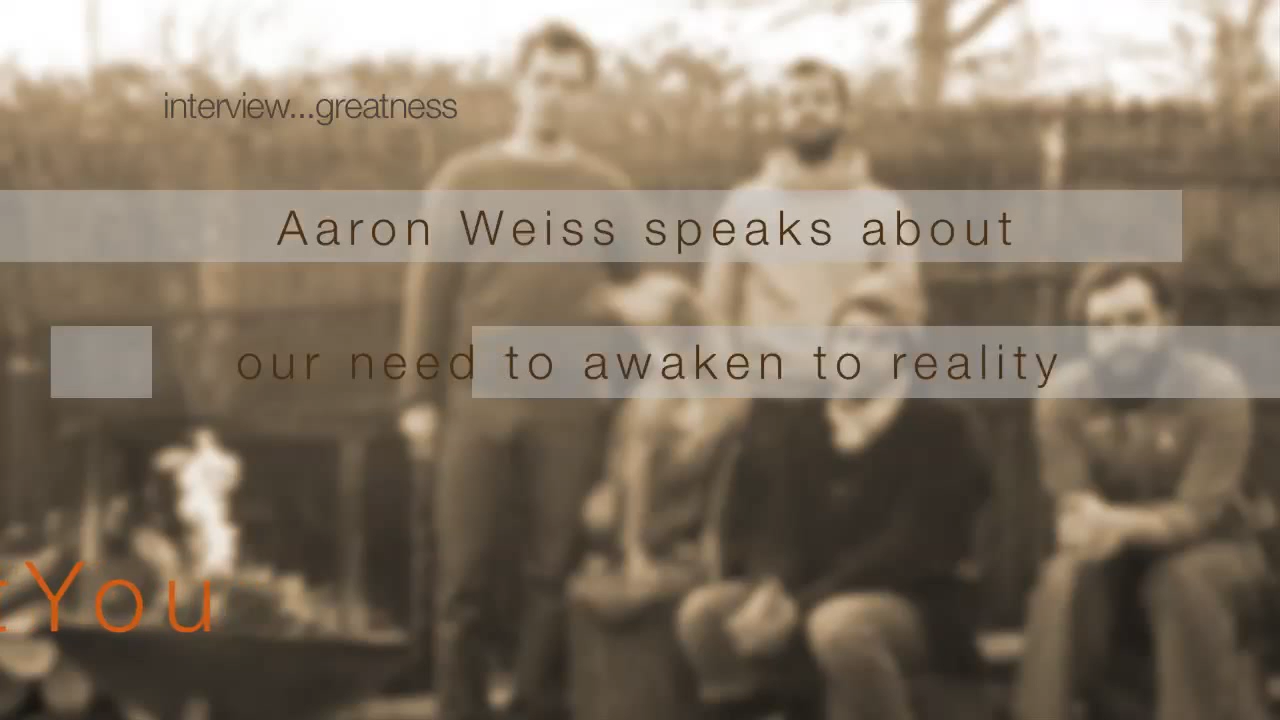 interview...greatness
Aaron Weiss speaks about
our need to awaken to reality
You